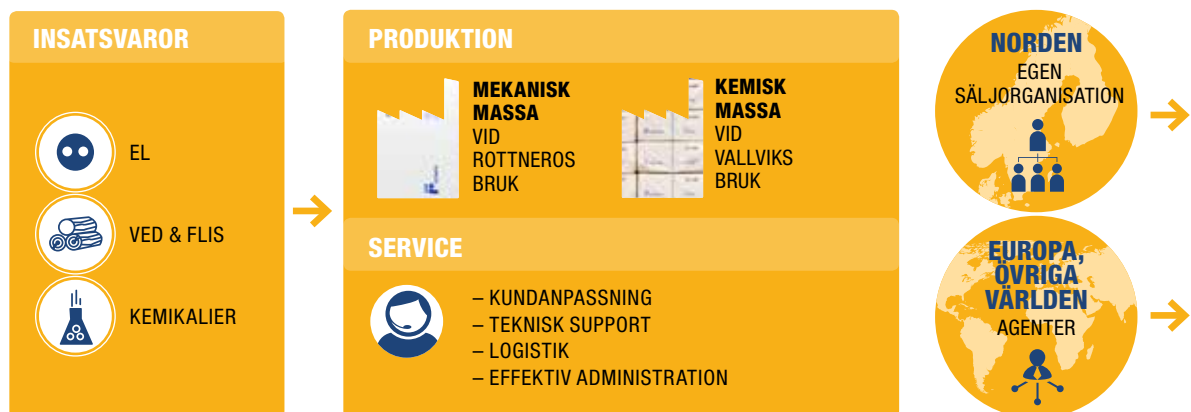 INSATSVAROR
EL
VED & FLIS
KEMIKALIER
PRODUKTION
MEKANISK
MASSA
VID
ROTTNEROS
BRUK
KEMISK
MASSA
VID
VALLVIKS
BRUK
SERVICE
– KUNDANPASSNING
– TEKNISK SUPPORT
– LOGISTIK
– EFFEKTIV ADMINISTRATION
NORDEN
EGEN
SÄLJORGANISATION
EUROPA,
ÖVRIGA
VÄRLDEN
AGENTER